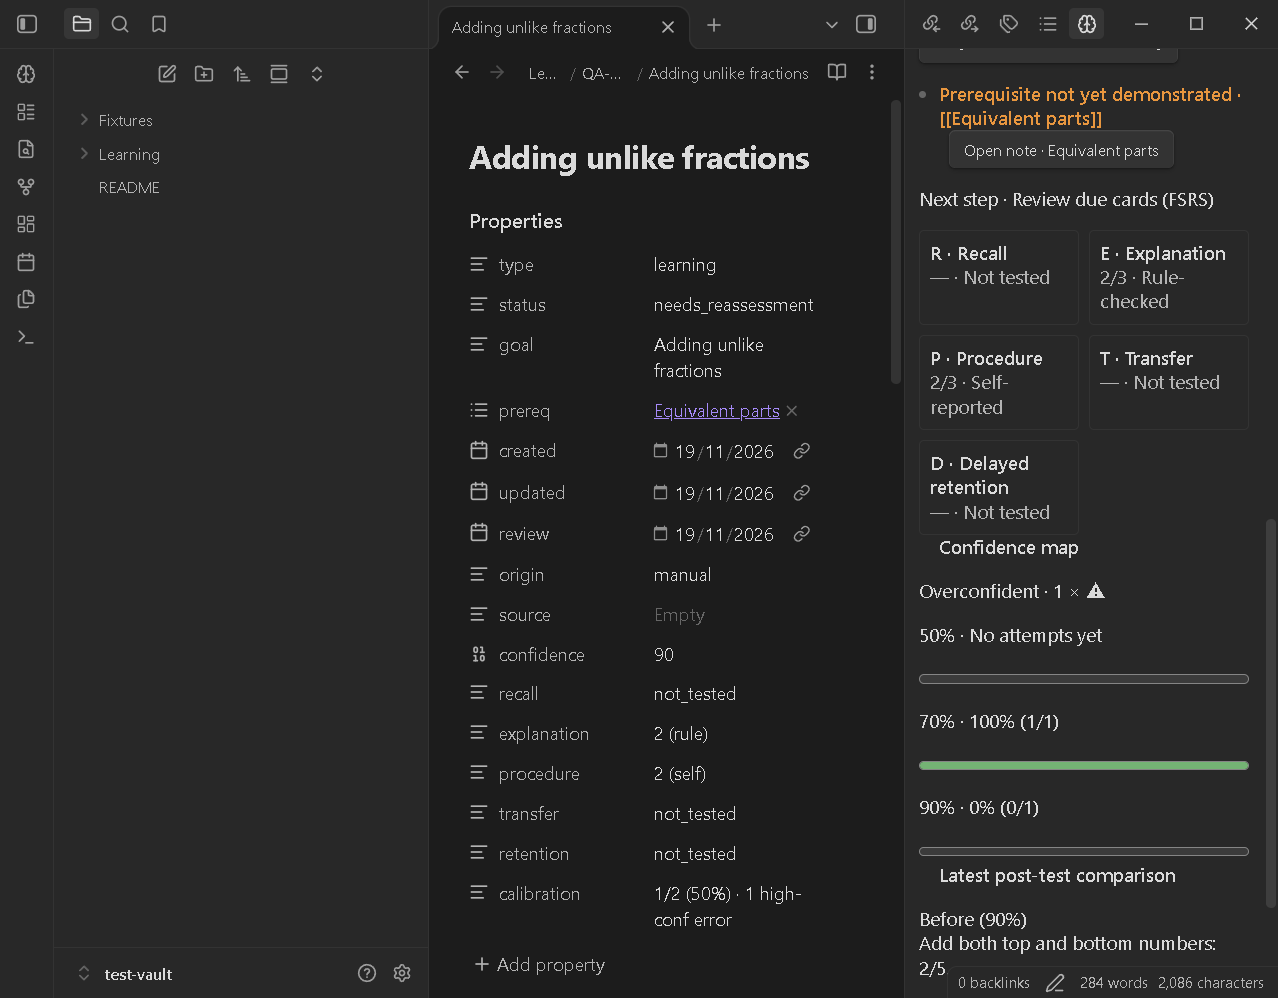 Fixtures
Learning
README
test-vault
Adding unlike fractions
Le... / QA-... / Adding unlike fractions
Adding unlike fractions
Properties
type learning
status needs_reassessment
goal Adding unlike
fractions
prereq Equivalent parts
created 19/11/2026
updated 19/11/2026
review 19/11/2026
origin manual
source Empty
confidence 90
recall not_tested
explanation 2 (rule)
procedure 2 (self)
transfer not_tested
retention not_tested
calibration 1/2 (50%) · 1 high-
conf error
+ Add property
Prerequisite not yet demonstrated ·
[[Equivalent parts]]
Open note · Equivalent parts
Next step · Review due cards (FSRS)
R · Recall
— · Not tested
E · Explanation
2/3 · Rule-
checked
P · Procedure
2/3 · Self-
reported
T · Transfer
— · Not tested
D · Delayed
retention
— · Not tested
Confidence map
Overconfident · 1 × ⚠
50% · No attempts yet
70% · 100% (1/1)
90% · 0% (0/1)
Latest post-test comparison
Before (90%)
Add both top and bottom numbers:
2/5
0 backlinks 284 words 2,086 characters